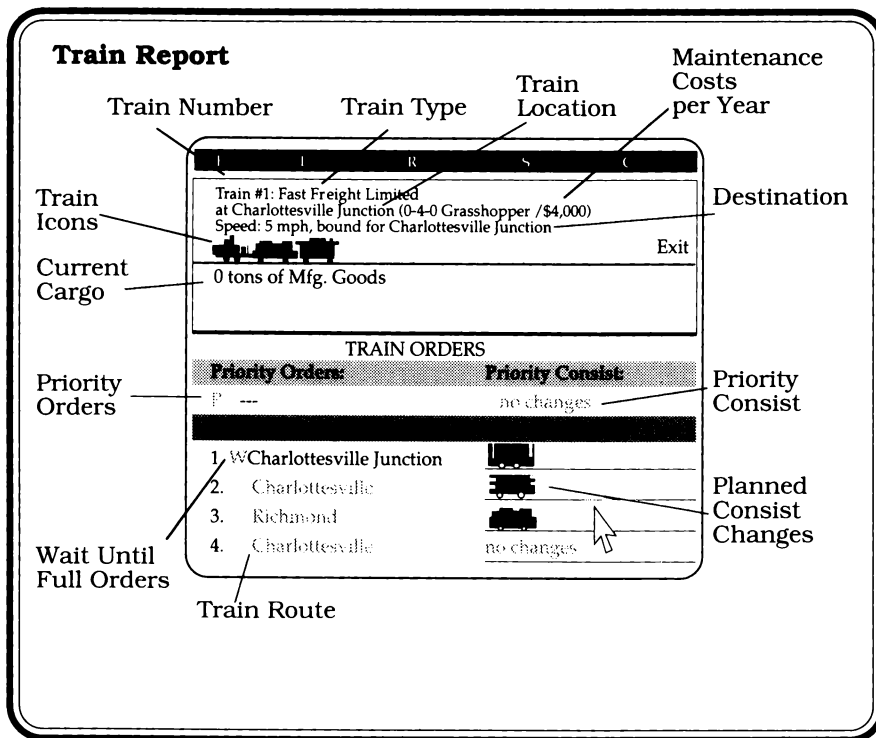 Train Report
Maintenance
Costs
per Year
Train
Location
Train Number
Train Type
F I R S C
Train #1: Fast Freight Limited
at Charlottesville Junction (0-4-0 Grasshopper /$4,000)
Speed: 5 mph, bound for Charlottesville Junction
Exit
Destination
Train
Icons
Current
Cargo
0 tons of Mfg. Goods
TRAIN ORDERS
Priority Orders: Priority Consist:
P --- no changes
Priority
Orders
Priority
Consist
1. WCharlottesville Junction
2. Charlottesville
3. Richmond
4. Charlottesville no changes
Planned
Consist
Changes
Wait Until
Full Orders
Train Route